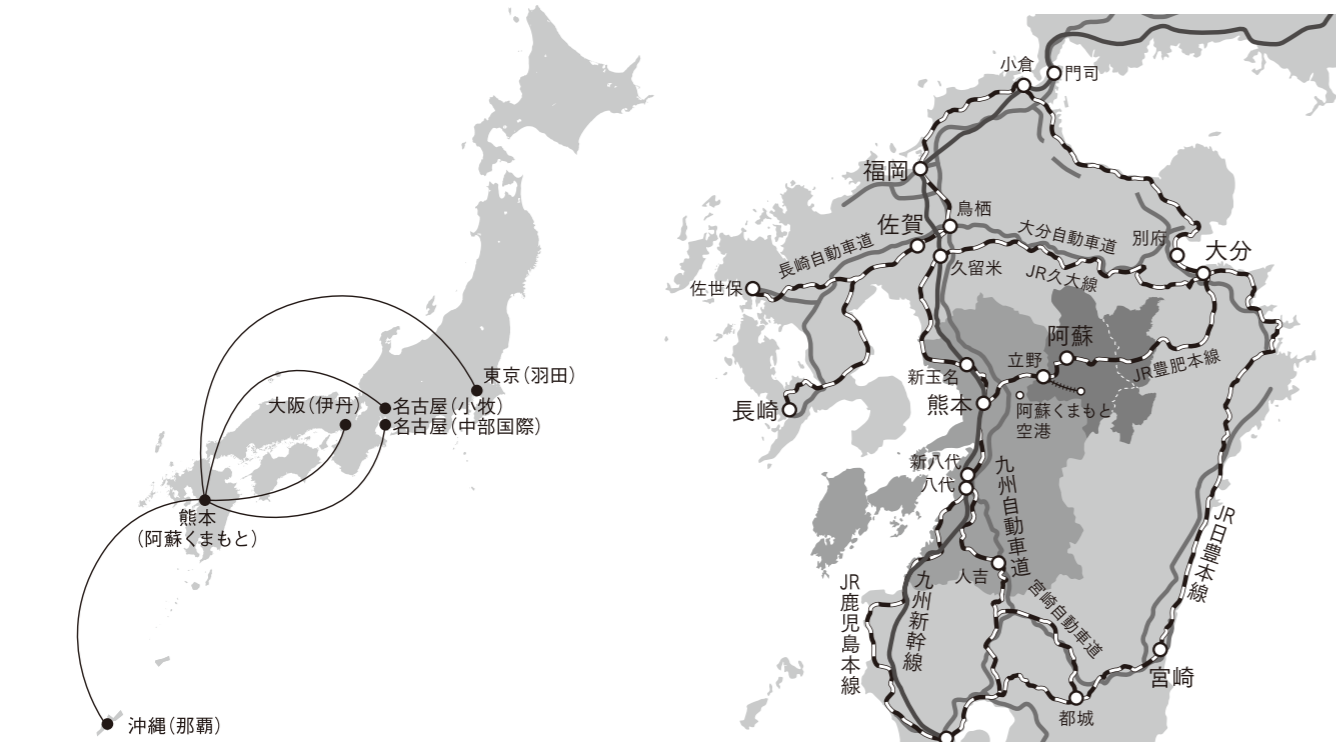 東京(羽田)
名古屋(小牧)
大阪(伊丹)
名古屋(中部国際)
熊本
(阿蘇くまもと)
沖縄(那覇)
小倉
門司
福岡
鳥栖
佐賀
大分自動車道
別府
大分
長崎自動車道
久留米
JR久大線
佐世保
阿蘇
立野
JR豊肥本線
新玉名
熊本
阿蘇くまもと
空港
長崎
新八代
八代
九州自動車道
JR日豊本線
人吉
JR鹿児島本線
九州新幹線
宮崎自動車道
宮崎
都城